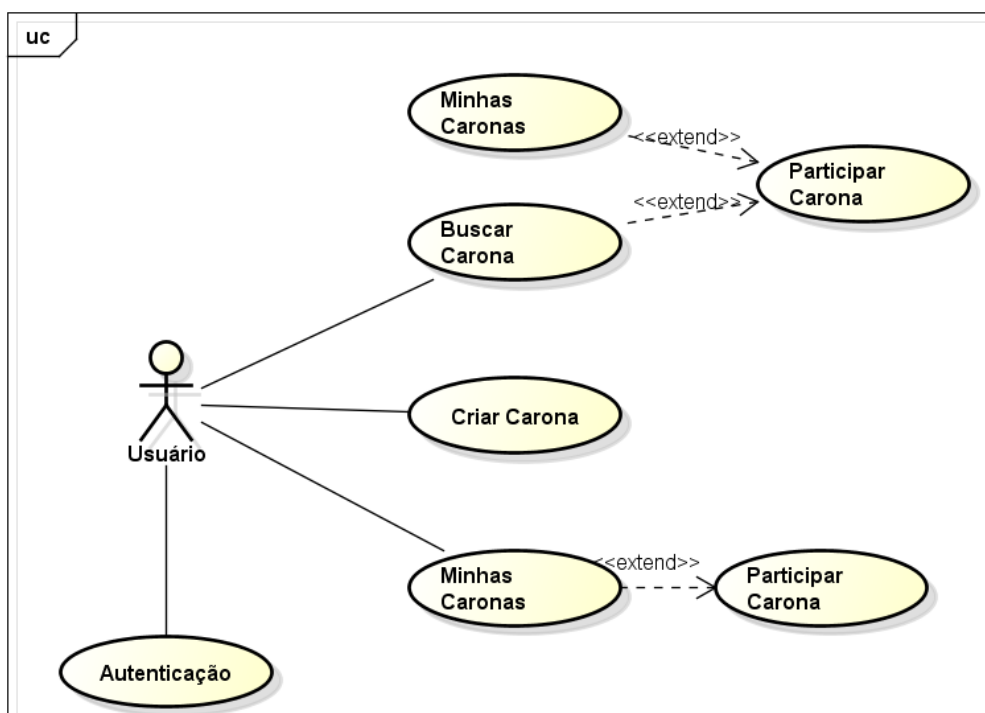 uc
Minhas
Caronas
<<extend>>
Participar
Carona
<<extend>>
Buscar
Carona
Criar Carona
Usuário
Minhas
Caronas
<<extend>>
Participar
Carona
Autenticação